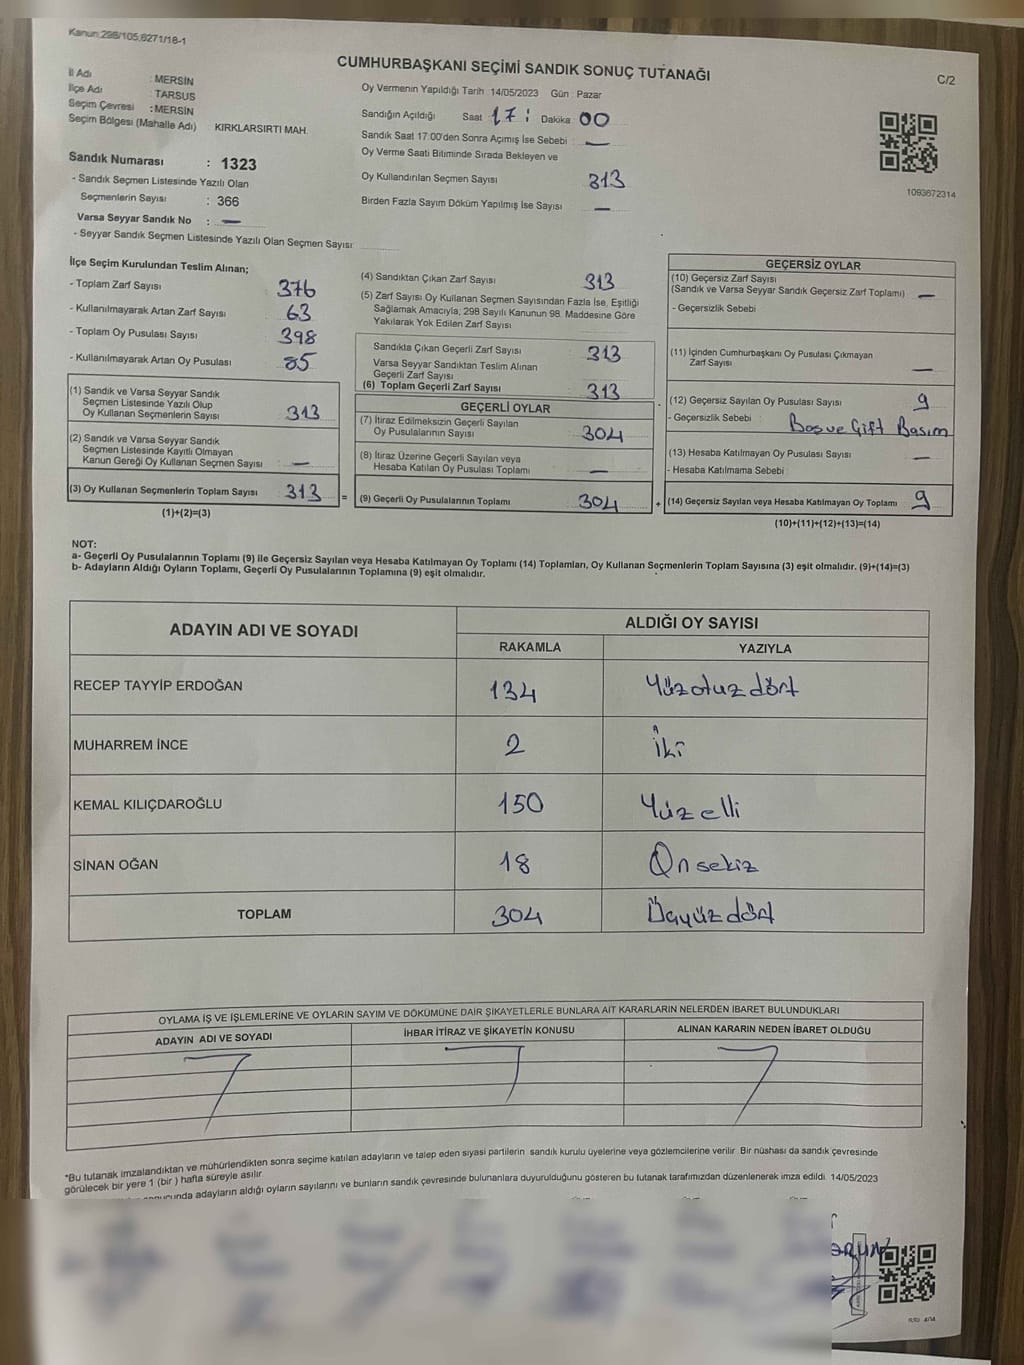 Kanun;298/105,6271/18-1
CUMHURBAŞKANI SEÇİMİ SANDIK SONUÇ TUTANAĞI
C/2
İl Adı : MERSİN
İlçe Adı : TARSUS
Seçim Çevresi : MERSİN
Seçim Bölgesi (Mahalle Adı) KIRKLARSIRTI MAH.
Sandık Numarası : 1323
- Sandık Seçmen Listesinde Yazılı Olan
Seçmenlerin Sayısı : 366
Varsa Seyyar Sandık No : —
- Seyyar Sandık Seçmen Listesinde Yazılı Olan Seçmen Sayısı
Oy Vermenin Yapıldığı Tarih 14/05/2023 Gün : Pazar
Sandığın Açıldığı Saat 17 : Dakika 00
Sandık Saat 17:00'den Sonra Açımış İse Sebebi —
Oy Verme Saati Bitiminde Sırada Bekleyen ve
Oy Kullandırılan Seçmen Sayısı 313
Birden Fazla Sayım Döküm Yapılmış İse Sayısı —
1093672314
İlçe Seçim Kurulundan Teslim Alınan;
- Toplam Zarf Sayısı 376
- Kullanılmayarak Artan Zarf Sayısı 63
- Toplam Oy Pusulası Sayısı 398
- Kullanılmayarak Artan Oy Pusulası 85
(1) Sandık ve Varsa Seyyar Sandık
Seçmen Listesinde Yazılı Olup
Oy Kullanan Seçmenlerin Sayısı 313
(2) Sandık ve Varsa Seyyar Sandık
Seçmen Listesinde Kayıtlı Olmayan
Kanun Gereği Oy Kullanan Seçmen Sayısı —
(3) Oy Kullanan Seçmenlerin Toplam Sayısı 313 =
(1)+(2)=(3)
(4) Sandıktan Çıkan Zarf Sayısı 313
(5) Zarf Sayısı Oy Kullanan Seçmen Sayısından Fazla İse, Eşitliği
Sağlamak Amacıyla; 298 Sayılı Kanunun 98. Maddesine Göre
Yakılarak Yok Edilen Zarf Sayısı
Sandıkta Çıkan Geçerli Zarf Sayısı 313
Varsa Seyyar Sandıktan Teslim Alınan
Geçerli Zarf Sayısı
(6) Toplam Geçerli Zarf Sayısı 313
GEÇERLİ OYLAR
(7) İtiraz Edilmeksizin Geçerli Sayılan
Oy Pusulalarının Sayısı 304
(8) İtiraz Üzerine Geçerli Sayılan veya
Hesaba Katılan Oy Pusulası Toplamı —
(9) Geçerli Oy Pusulalarının Toplamı 304 +
GEÇERSİZ OYLAR
(10) Geçersiz Zarf Sayısı
(Sandık ve Varsa Seyyar Sandık Geçersiz Zarf Toplamı) —
- Geçersizlik Sebebi
(11) İçinden Cumhurbaşkanı Oy Pusulası Çıkmayan
Zarf Sayısı —
(12) Geçersiz Sayılan Oy Pusulası Sayısı 9
- Geçersizlik Sebebi : Bos ve Çift Basım
(13) Hesaba Katılmayan Oy Pusulası Sayısı —
- Hesaba Katılmama Sebebi
(14) Geçersiz Sayılan veya Hesaba Katılmayan Oy Toplamı 9
(10)+(11)+(12)+(13)=(14)
NOT:
a- Geçerli Oy Pusulalarının Toplamı (9) ile Geçersiz Sayılan veya Hesaba Katılmayan Oy Toplamı (14) Toplamları, Oy Kullanan Seçmenlerin Toplam Sayısına (3) eşit olmalıdır. (9)+(14)=(3)
b- Adayların Aldığı Oyların Toplamı, Geçerli Oy Pusulalarının Toplamına (9) eşit olmalıdır.
ADAYIN ADI VE SOYADI ALDIĞI OY SAYISI
RAKAMLA YAZIYLA
RECEP TAYYİP ERDOĞAN 134 Yüzotuz dört
MUHARREM İNCE 2 İki
KEMAL KILIÇDAROĞLU 150 Yüz elli
SİNAN OĞAN 18 Onsekiz
TOPLAM 304 Üçyüz dört
OYLAMA İŞ VE İŞLEMLERİNE VE OYLARIN SAYIM VE DÖKÜMÜNE DAİR ŞİKAYETLERLE BUNLARA AİT KARARLARIN NELERDEN İBARET BULUNDUKLARI
ADAYIN ADI VE SOYADI İHBAR İTİRAZ VE ŞİKAYETİN KONUSU ALINAN KARARIN NEDEN İBARET OLDUĞU
*Bu tutanak imzalandıktan ve mühürlendikten sonra seçime katılan adayların ve talep eden siyasi partilerin sandık kurulu üyelerine veya gözlemcilerine verilir. Bir nüshası da sandık çevresinde
görülecek bir yere 1 (bir ) hafta süreyle asılır.
adayların aldığı oyların sayılarını ve bunların sandık çevresinde bulunanlara duyurulduğunu gösteren bu tutanak tarafımızdan düzenlenerek imza edildi. 14/05/2023